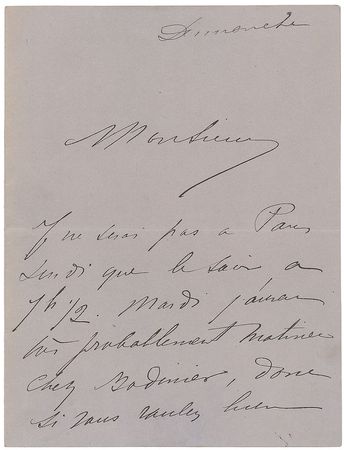 Dimanche
Monsieur
Je ne serai pas a Paris
Lundi que le soir a
7h 1/2. Mardi j'aurai
très probablement matinée
chez Bodinier, donc
si vous voulez bien